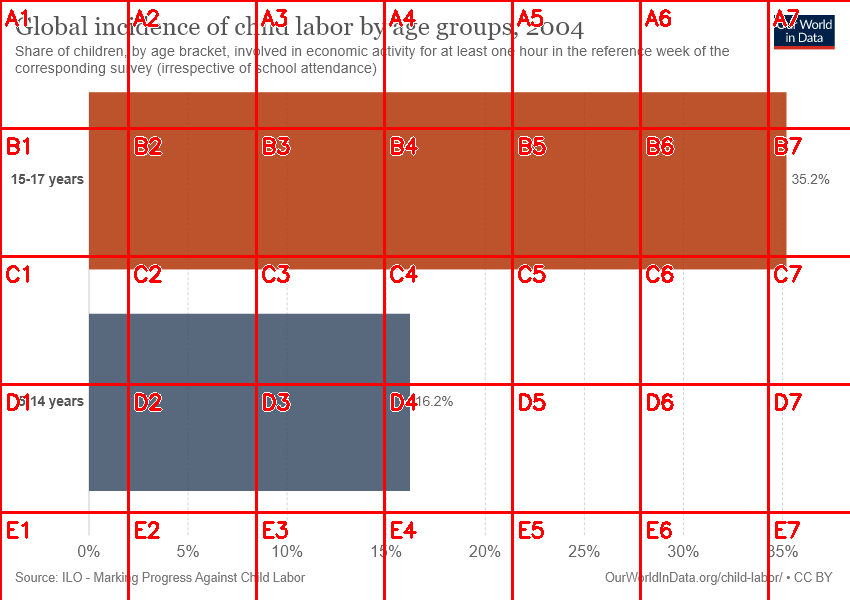 Global incidence of child labor by age groups, 2004
Our World
in Data
Share of children, by age bracket, involved in economic activity for at least one hour in the reference week of the
corresponding survey (irrespective of school attendance)
15-17 years
35.2%
5-14 years
16.2%
0%
5%
10%
15%
20%
25%
30%
35%
Source: ILO - Marking Progress Against Child Labor
OurWorldInData.org/child-labor/ • CC BY
A1
A2
A3
A4
A5
A6
A7
B1
B2
B3
B4
B5
B6
B7
C1
C2
C3
C4
C5
C6
C7
D1
D2
D3
D4
D5
D6
D7
E1
E2
E3
E4
E5
E6
E7